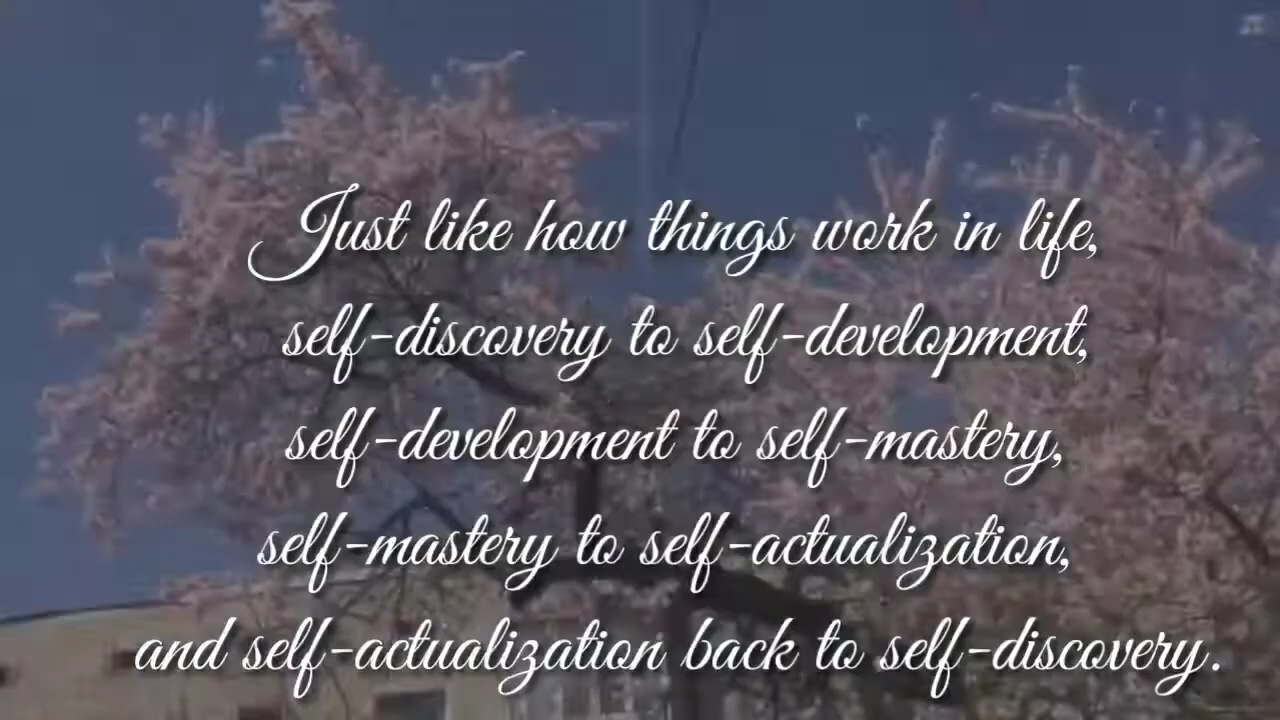 Just like how things work in life,
self-discovery to self-development,
self-development to self-mastery,
self-mastery to self-actualization,
and self-actualization back to self-discovery.